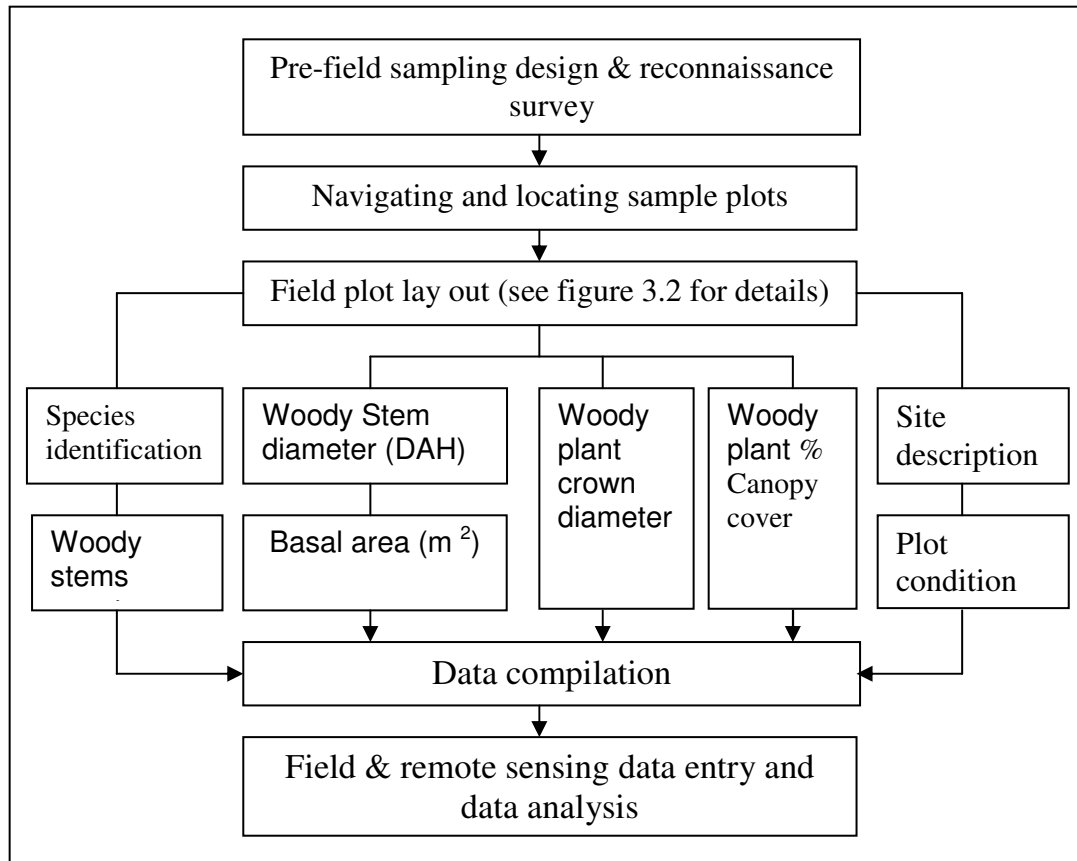 Pre-field sampling design & reconnaissance
survey
Navigating and locating sample plots
Field plot lay out (see figure 3.2 for details)
Species
identification
Woody Stem
diameter (DAH)
Woody
plant
crown
diameter
Woody
plant %
Canopy
cover
Site
description
Woody
stems
Basal area (m ²)
Plot
condition
Data compilation
Field & remote sensing data entry and
data analysis